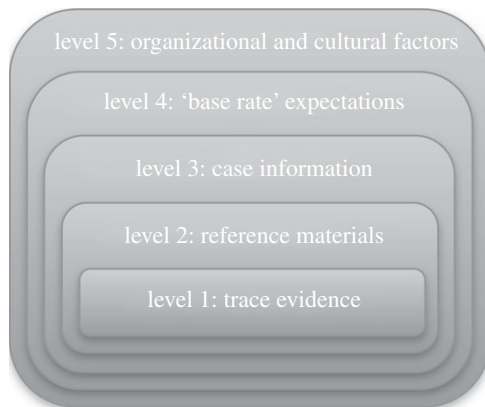 level 5: organizational and cultural factors
level 4: ‘base rate’ expectations
level 3: case information
level 2: reference materials
level 1: trace evidence